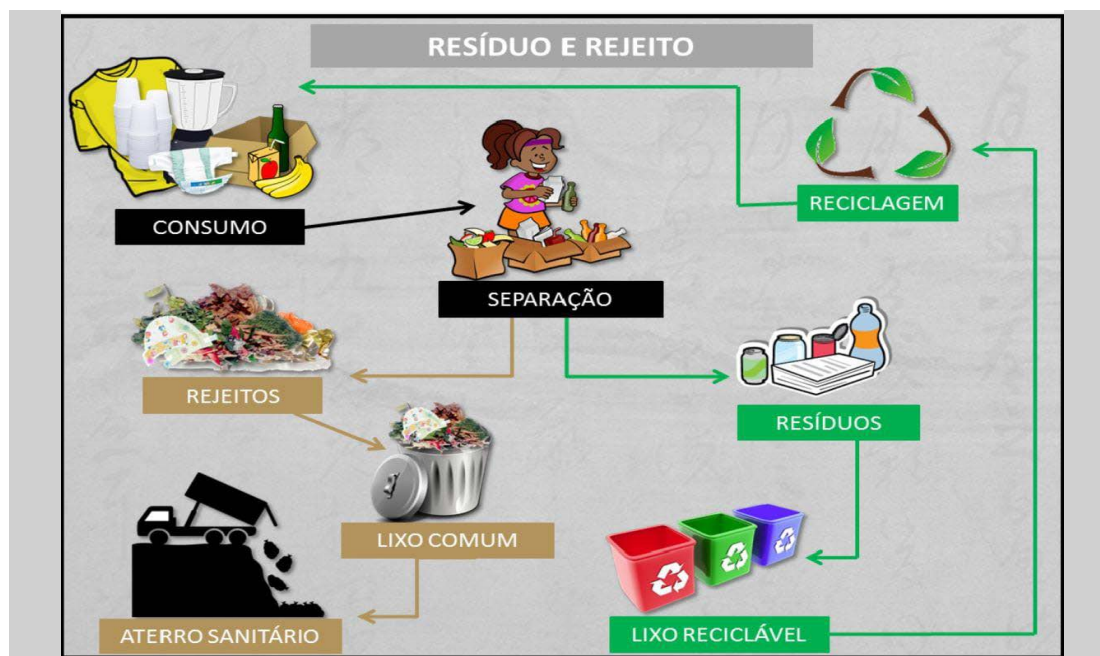 RESÍDUO E REJEITO
RECICLAGEM
CONSUMO
SEPARAÇÃO
REJEITOS
RESÍDUOS
LIXO COMUM
ATERRO SANITÁRIO
LIXO RECICLÁVEL